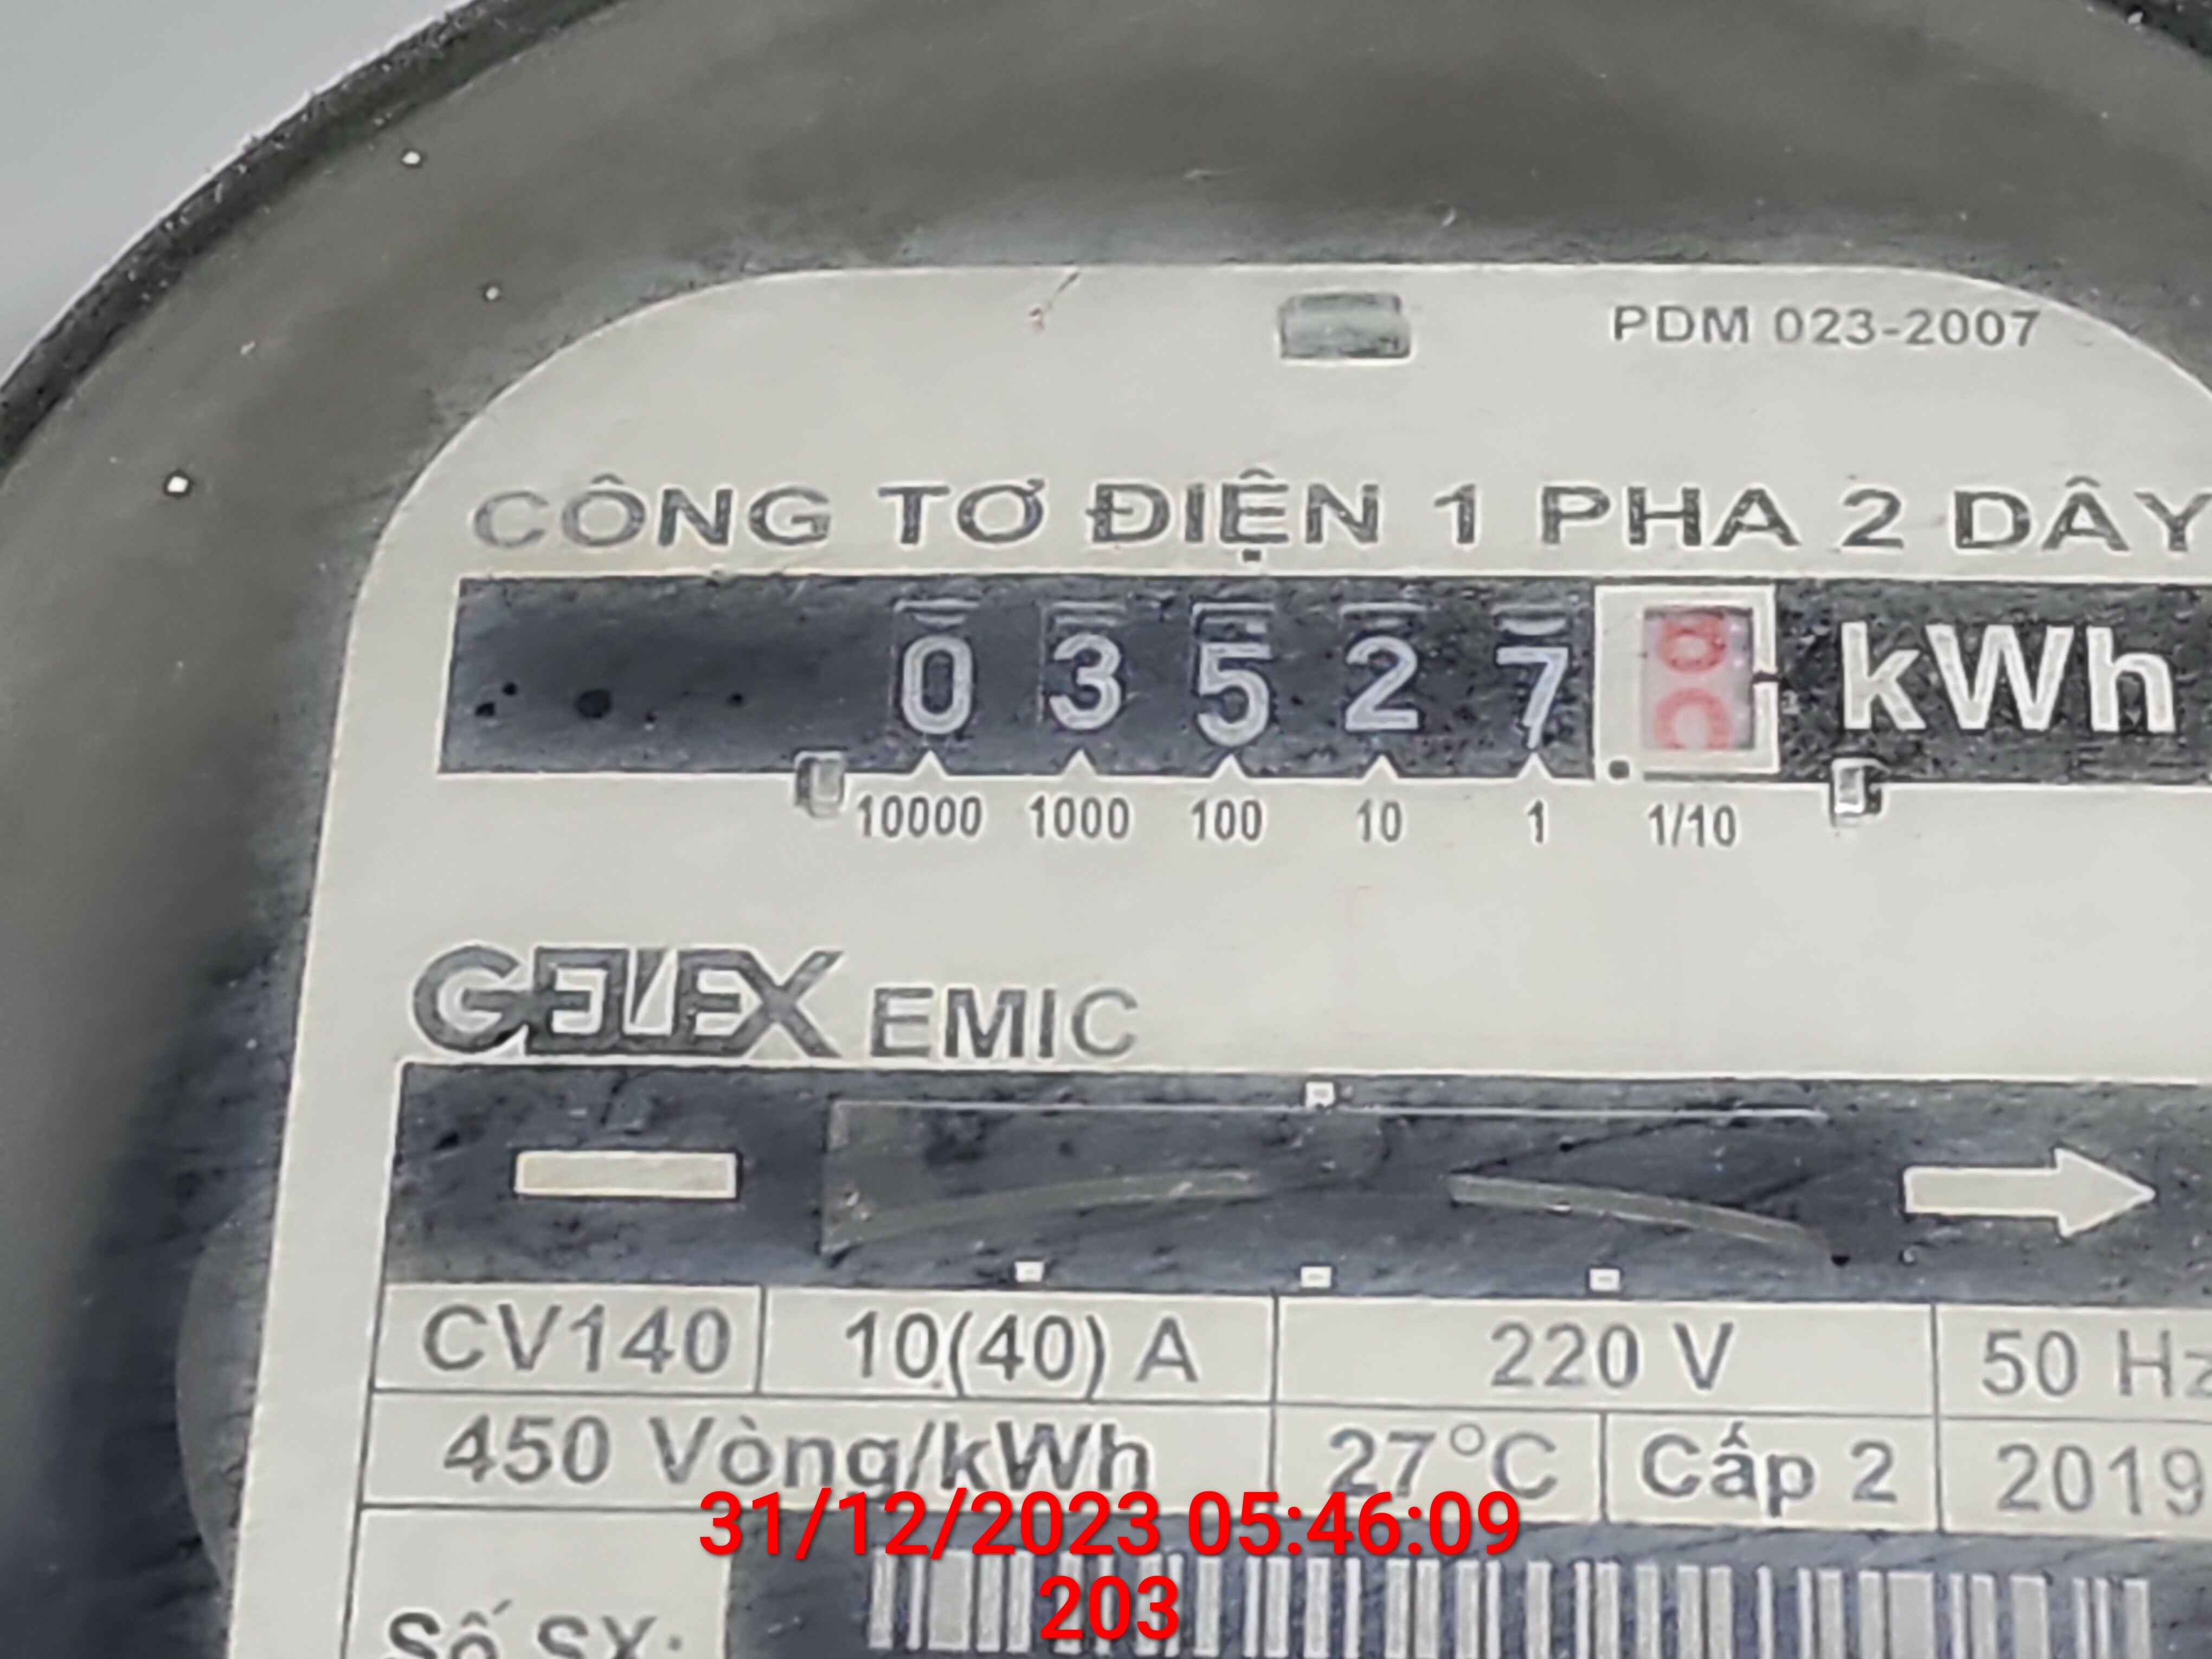 PDM 023-2007
CÔNG TƠ ĐIỆN 1 PHA 2 DÂY
0 3 5 2 7 kWh
10000 1000 100 10 1 1/10
GELEX EMIC
CV140 10(40) A 220 V 50 Hz
450 Vòng/kWh 27°C Cấp 2 2019
31/12/2023 05:46:09
203
Số SX: